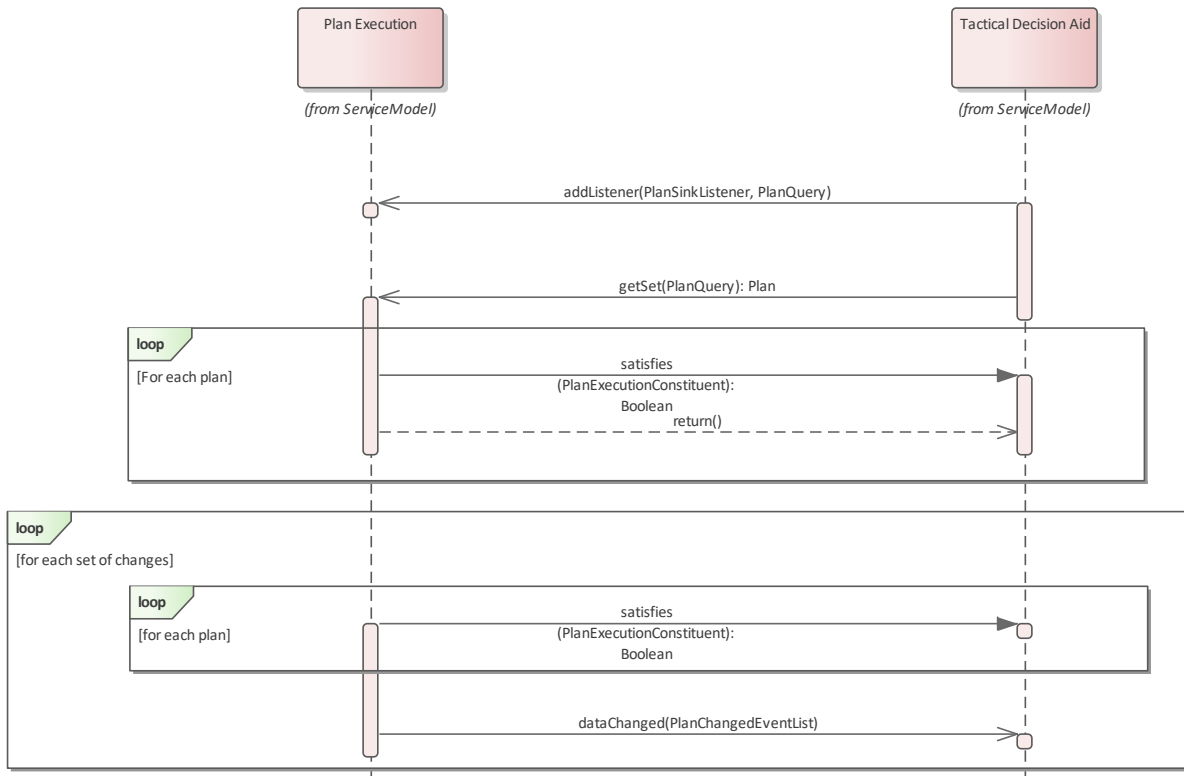 Plan Execution
Tactical Decision Aid
(from ServiceModel)
(from ServiceModel)
addListener(PlanSinkListener, PlanQuery)
getSet(PlanQuery): Plan
loop
[For each plan]
satisfies
(PlanExecutionConstituent):
Boolean
return()
loop
[for each set of changes]
loop
[for each plan]
satisfies
(PlanExecutionConstituent):
Boolean
dataChanged(PlanChangedEventList)